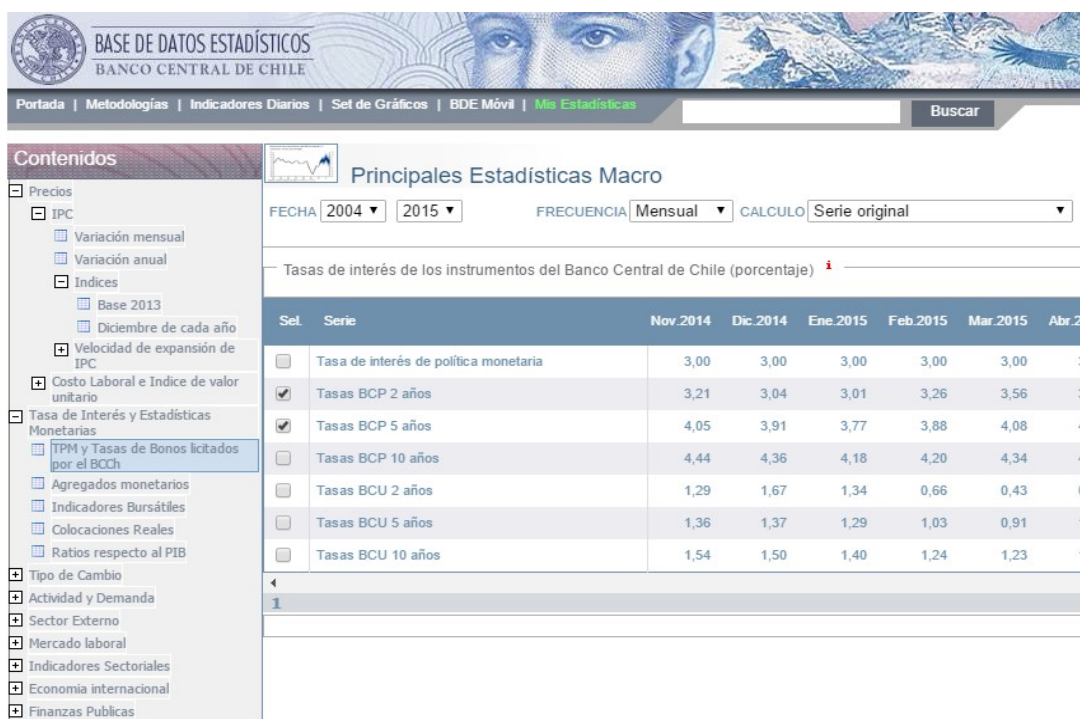 BASE DE DATOS ESTADÍSTICOS
BANCO CENTRAL DE CHILE
Portada | Metodologías | Indicadores Diarios | Set de Gráficos | BDE Móvil | Mis Estadísticas
Buscar
Contenidos
Precios
IPC
Variación mensual
Variación anual
Indices
Base 2013
Diciembre de cada año
Velocidad de expansión de
IPC
Costo Laboral e Indice de valor
unitario
Tasa de Interés y Estadísticas
Monetarias
TPM y Tasas de Bonos licitados
por el BCCh
Agregados monetarios
Indicadores Bursátiles
Colocaciones Reales
Ratios respecto al PIB
Tipo de Cambio
Actividad y Demanda
Sector Externo
Mercado laboral
Indicadores Sectoriales
Economia internacional
Finanzas Publicas
Principales Estadísticas Macro
FECHA 2004 2015 FRECUENCIA Mensual CALCULO Serie original
Tasas de interés de los instrumentos del Banco Central de Chile (porcentaje) i
Sel. Serie Nov.2014 Dic.2014 Ene.2015 Feb.2015 Mar.2015 Abr.2
Tasa de interés de política monetaria 3,00 3,00 3,00 3,00 3,00
Tasas BCP 2 años 3,21 3,04 3,01 3,26 3,56
Tasas BCP 5 años 4,05 3,91 3,77 3,88 4,08
Tasas BCP 10 años 4,44 4,36 4,18 4,20 4,34
Tasas BCU 2 años 1,29 1,67 1,34 0,66 0,43
Tasas BCU 5 años 1,36 1,37 1,29 1,03 0,91
Tasas BCU 10 años 1,54 1,50 1,40 1,24 1,23
1